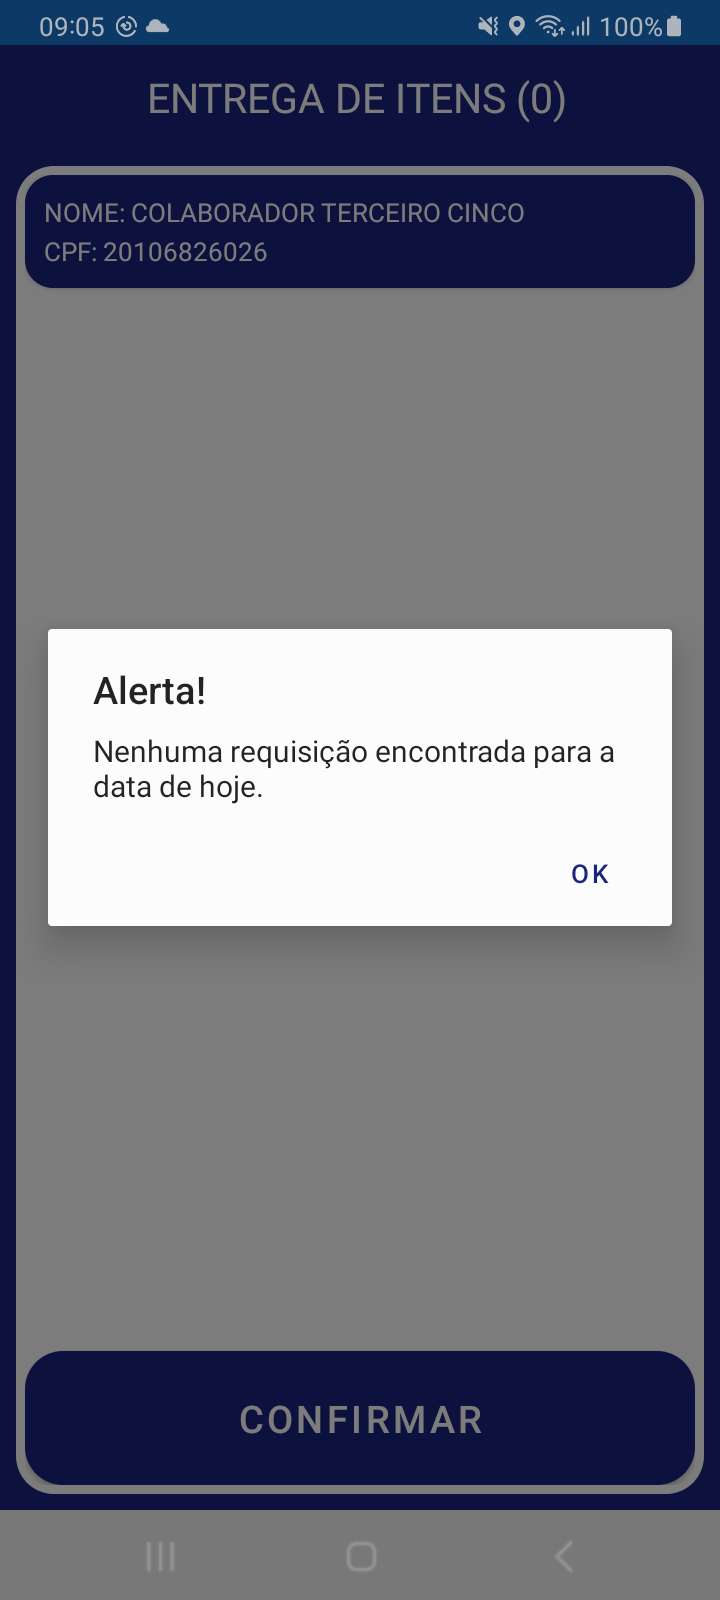 09:05
100%
ENTREGA DE ITENS (0)
NOME: COLABORADOR TERCEIRO CINCO
CPF: 20106826026
Alerta!
Nenhuma requisição encontrada para a
data de hoje.
OK
CONFIRMAR